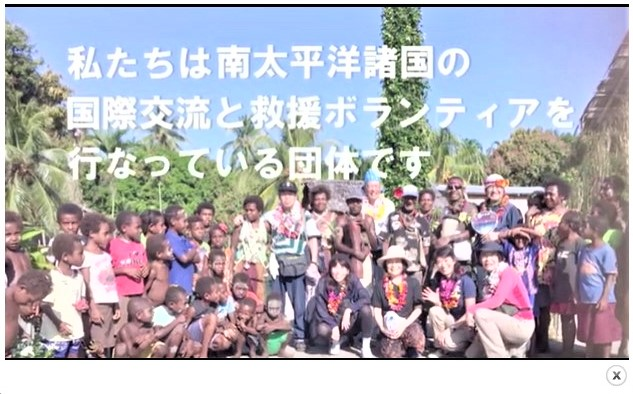 私たちは南太平洋諸国の
国際交流と救援ボランティアを
行なっている団体です
x